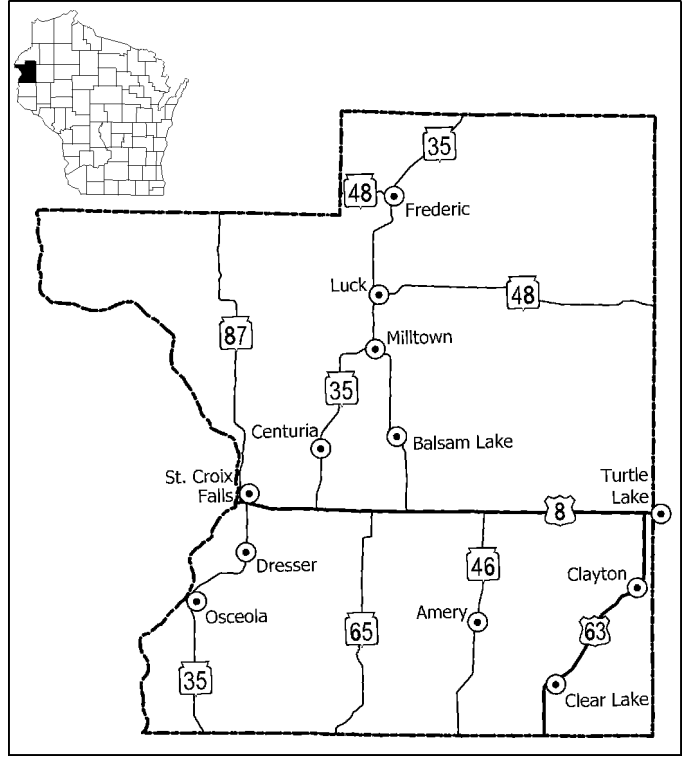 35
48
Frederic
Luck
48
87
Milltown
35
Centuria
Balsam Lake
St. Croix
Falls
Turtle
Lake
8
Dresser
46
Clayton
Osceola
65
Amery
63
35
Clear Lake